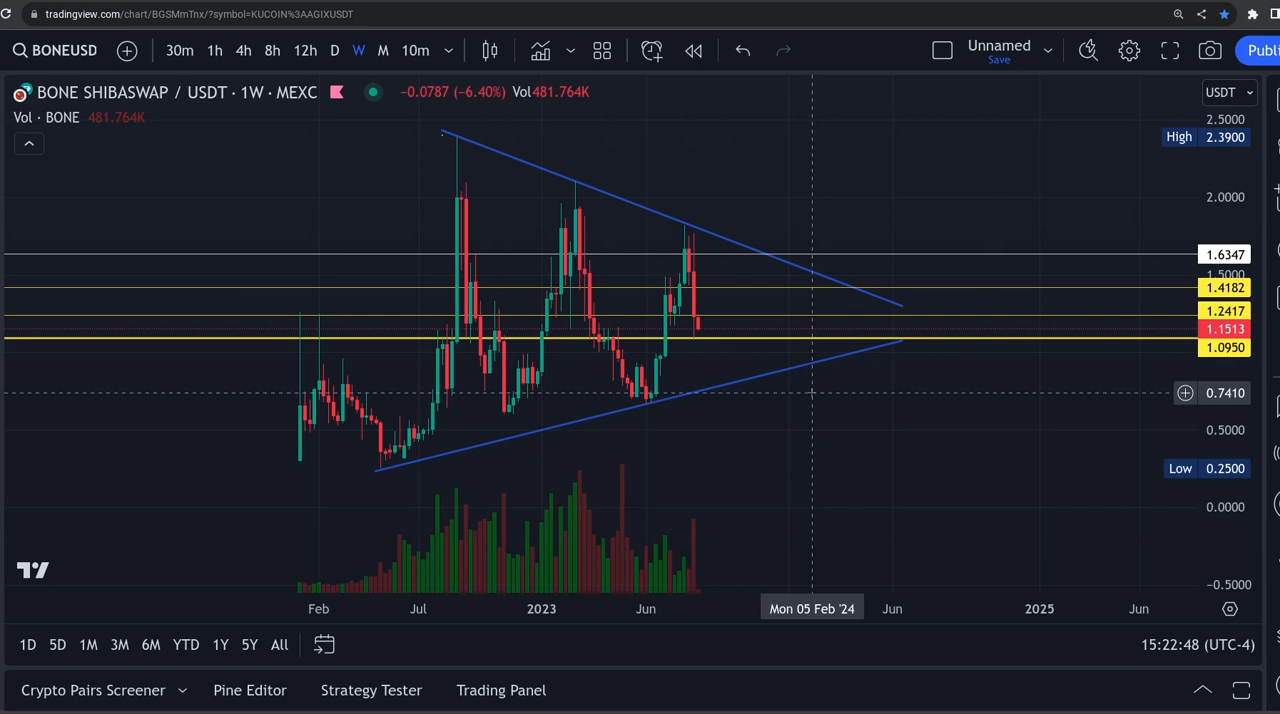 tradingview.com/chart/BGSMmTnx/?symbol=KUCOIN%3AAGIXUSDT
BONEUSD 30m 1h 4h 8h 12h D W M 10m Unnamed Save Publi
BONE SHIBASWAP / USDT · 1W · MEXC −0.0787 (−6.40%) Vol481.764K USDT
Vol · BONE 481.764K
2.5000
High 2.3900
2.0000
1.6347
1.5000
1.4182
1.2417
1.1513
1.0950
0.7410
0.5000
Low 0.2500
0.0000
−0.5000
Feb Jul 2023 Jun Mon 05 Feb '24 Jun 2025 Jun
1D 5D 1M 3M 6M YTD 1Y 5Y All 15:22:48 (UTC-4)
Crypto Pairs Screener Pine Editor Strategy Tester Trading Panel